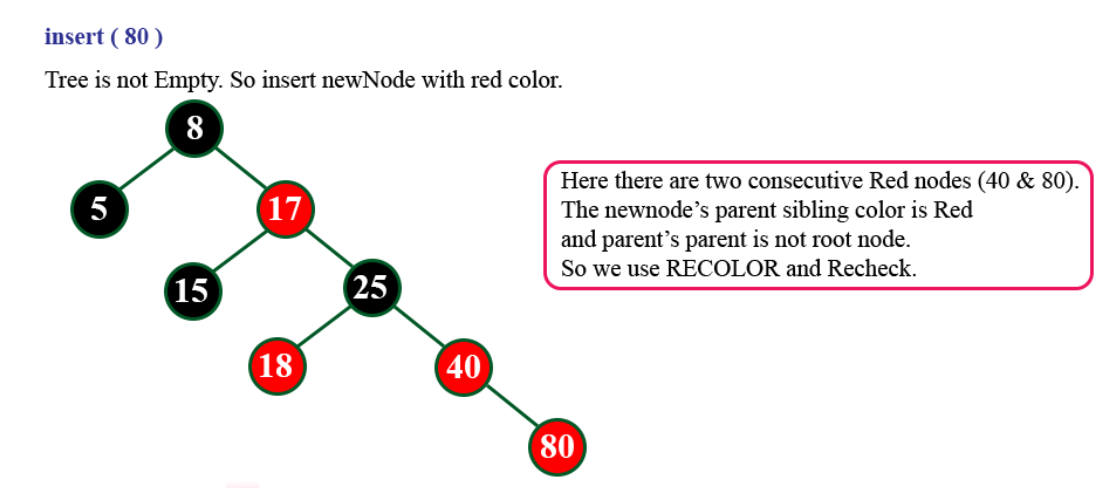 insert ( 80 )
Tree is not Empty. So insert newNode with red color.
8
5
17
15
25
18
40
80
Here there are two consecutive Red nodes (40 & 80).
The newnode's parent sibling color is Red
and parent's parent is not root node.
So we use RECOLOR and Recheck.